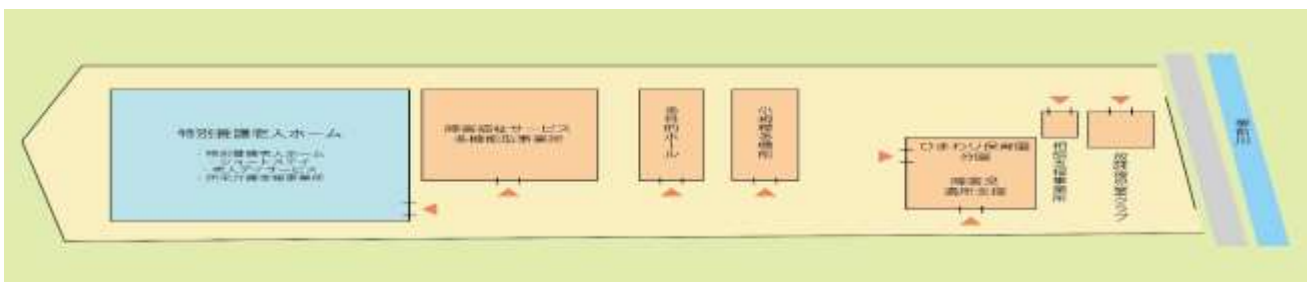 特別養護老人ホーム
・特別養護老人ホーム
ショートステイ
・老人デイサービス
・居宅介護支援事業所
障害福祉サービス
多機能型事業所
多目的ホール
小規模多機能
ひまわり保育園
分園
障害児
通所支援
相談支援事業所
放課後児童クラブ